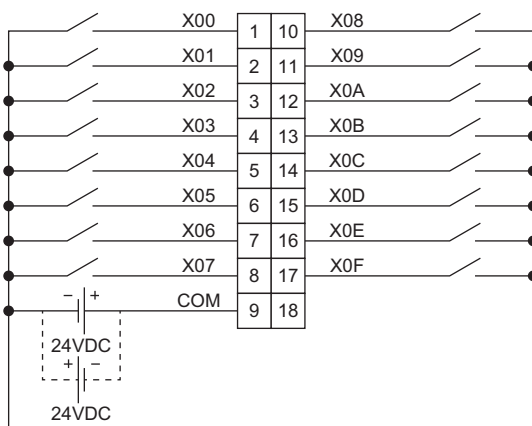 X00 1 10 X08
X01 2 11 X09
X02 3 12 X0A
X03 4 13 X0B
X04 5 14 X0C
X05 6 15 X0D
X06 7 16 X0E
X07 8 17 X0F
− + COM 9 18
24VDC
+ −
24VDC